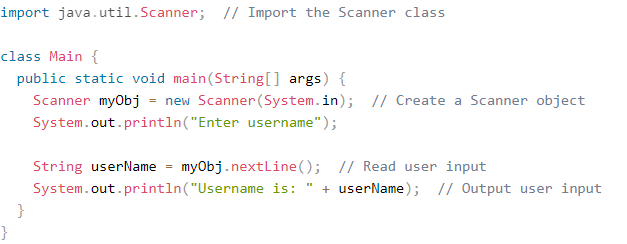 import java.util.Scanner;  // Import the Scanner class

class Main {
  public static void main(String[] args) {
    Scanner myObj = new Scanner(System.in);  // Create a Scanner object
    System.out.println("Enter username");

    String userName = myObj.nextLine();  // Read user input
    System.out.println("Username is: " + userName);  // Output user input
  }
}